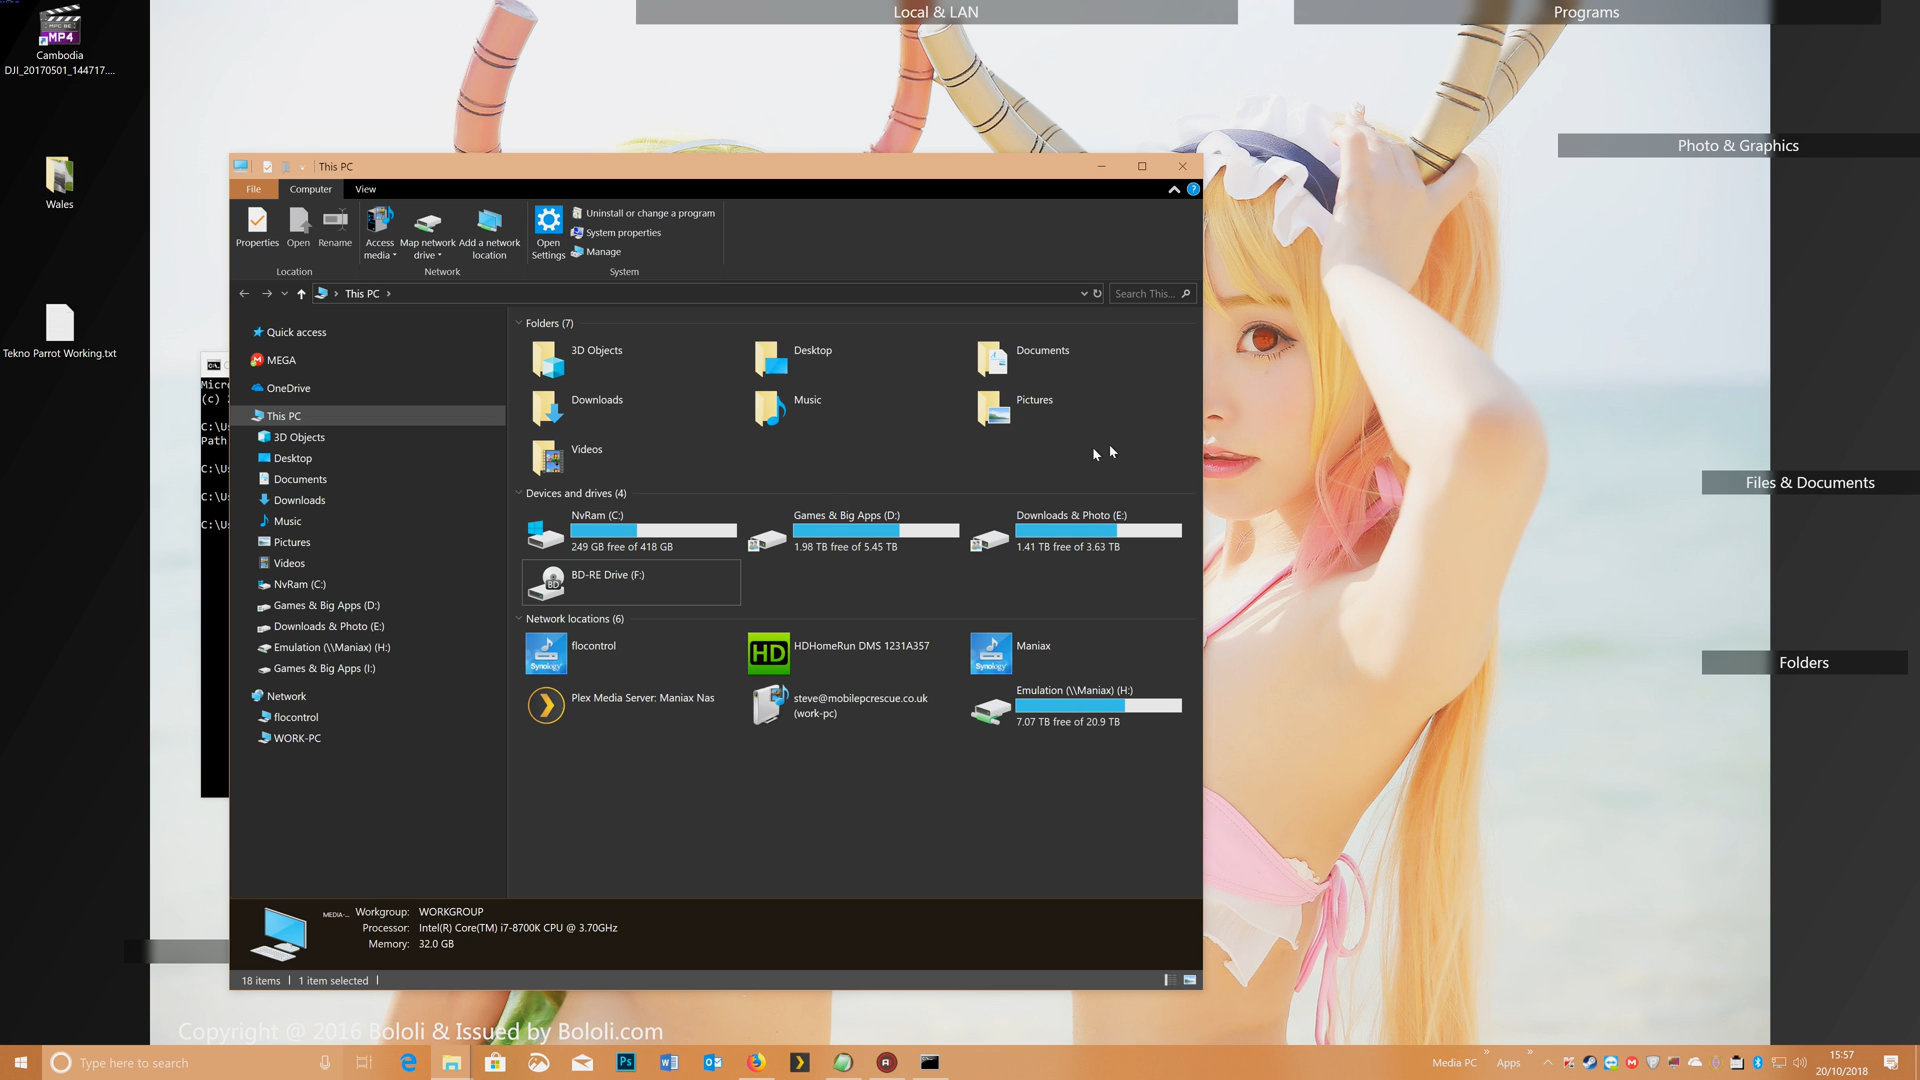 Local & LAN
Programs
MPC BE
MP4
Cambodia
DJI_20170501_144717....
Photo & Graphics
This PC
File
Computer
View
?
Wales
Properties
Open
Rename
Access
media
Map network
drive
Add a network
location
Open
Settings
Uninstall or change a program
System properties
Manage
Location
Network
System
This PC
Search This...
Tekno Parrot Working.txt
Quick access
MEGA
OneDrive
This PC
3D Objects
Desktop
Documents
Downloads
Music
Pictures
Videos
NvRam (C:)
Games & Big Apps (D:)
Downloads & Photo (E:)
Emulation (\\Maniax) (H:)
Games & Big Apps (I:)
Network
flocontrol
WORK-PC
Micr
(c)
C:\U
Path
C:\U
C:\U
C:\U
Folders (7)
3D Objects
Desktop
Documents
Downloads
Music
Pictures
Videos
Devices and drives (4)
NvRam (C:)
249 GB free of 418 GB
Games & Big Apps (D:)
1.98 TB free of 5.45 TB
Downloads & Photo (E:)
1.41 TB free of 3.63 TB
BD
BD-RE Drive (F:)
Network locations (6)
Synology
flocontrol
HD
HDHomeRun DMS 1231A357
Synology
Maniax
Plex Media Server: Maniax Nas
steve@mobilepcrescue.co.uk
(work-pc)
Emulation (\\Maniax) (H:)
7.07 TB free of 20.9 TB
Files & Documents
Folders
MEDIA-...
Workgroup: WORKGROUP
Processor: Intel(R) Core(TM) i7-8700K CPU @ 3.70GHz
Memory: 32.0 GB
18 items
1 item selected
Copyright @ 2016 Bololi & Issued by Bololi.com
Type here to search
Ps
Media PC
Apps
15:57
20/10/2018